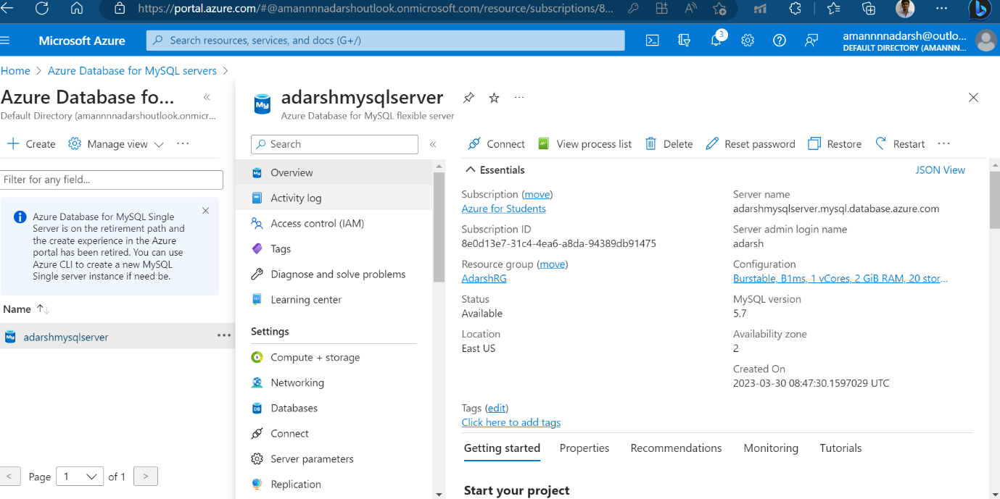 https://portal.azure.com/#@amannnnadarshoutlook.onmicrosoft.com/resource/subscriptions/8...
Microsoft Azure
Search resources, services, and docs (G+/)
3
amannnnadarsh@outlo...
DEFAULT DIRECTORY (AMANNN...
Home > Azure Database for MySQL servers >
Azure Database fo...
Default Directory (amannnnadarshoutlook.onmicr...
Create
Manage view
Filter for any field...
Azure Database for MySQL Single
Server is on the retirement path and
the create experience in the Azure
portal has been retired. You can use
Azure CLI to create a new MySQL
Single server instance if need be.
Name
adarshmysqlserver
< Page 1 of 1 >
adarshmysqlserver
Azure Database for MySQL flexible server
Search
Overview
Activity log
Access control (IAM)
Tags
Diagnose and solve problems
Learning center
Settings
Compute + storage
Networking
Databases
Connect
Server parameters
Replication
Connect
View process list
Delete
Reset password
Restore
Restart
Essentials
JSON View
Subscription (move)
Azure for Students
Subscription ID
8e0d13e7-31c4-4ea6-a8da-94389db91475
Resource group (move)
AdarshRG
Status
Available
Location
East US
Server name
adarshmysqlserver.mysql.database.azure.com
Server admin login name
adarsh
Configuration
Burstable, B1ms, 1 vCores, 2 GiB RAM, 20 stor...
MySQL version
5.7
Availability zone
2
Created On
2023-03-30 08:47:30.1597029 UTC
Tags (edit)
Click here to add tags
Getting started
Properties
Recommendations
Monitoring
Tutorials
Start your project